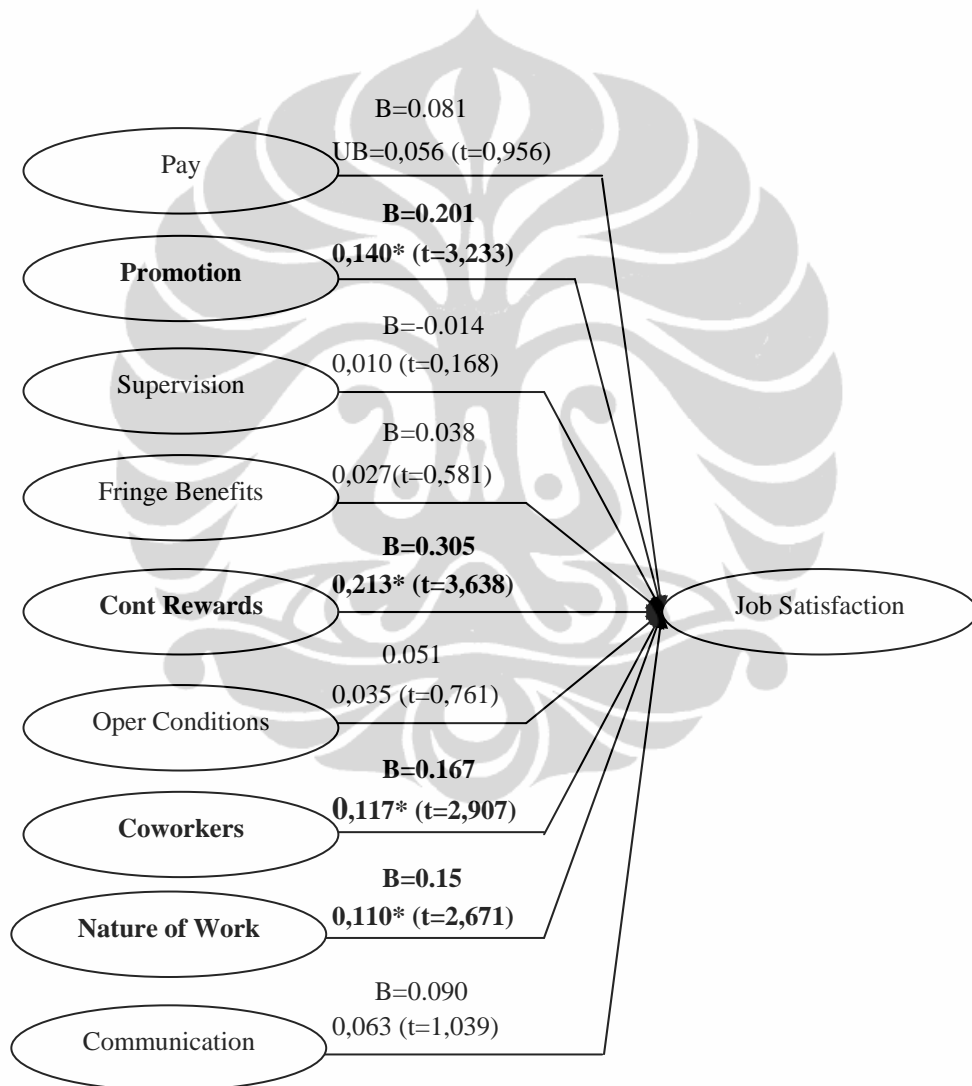 B=0.081
Pay
UB=0,056 (t=0,956)
B=0.201
Promotion
0,140* (t=3,233)
B=-0.014
Supervision
0,010 (t=0,168)
B=0.038
Fringe Benefits
0,027(t=0,581)
B=0.305
Cont Rewards
0,213* (t=3,638)
Job Satisfaction
0.051
Oper Conditions
0,035 (t=0,761)
B=0.167
Coworkers
0,117* (t=2,907)
B=0.15
Nature of Work
0,110* (t=2,671)
B=0.090
Communication
0,063 (t=1,039)